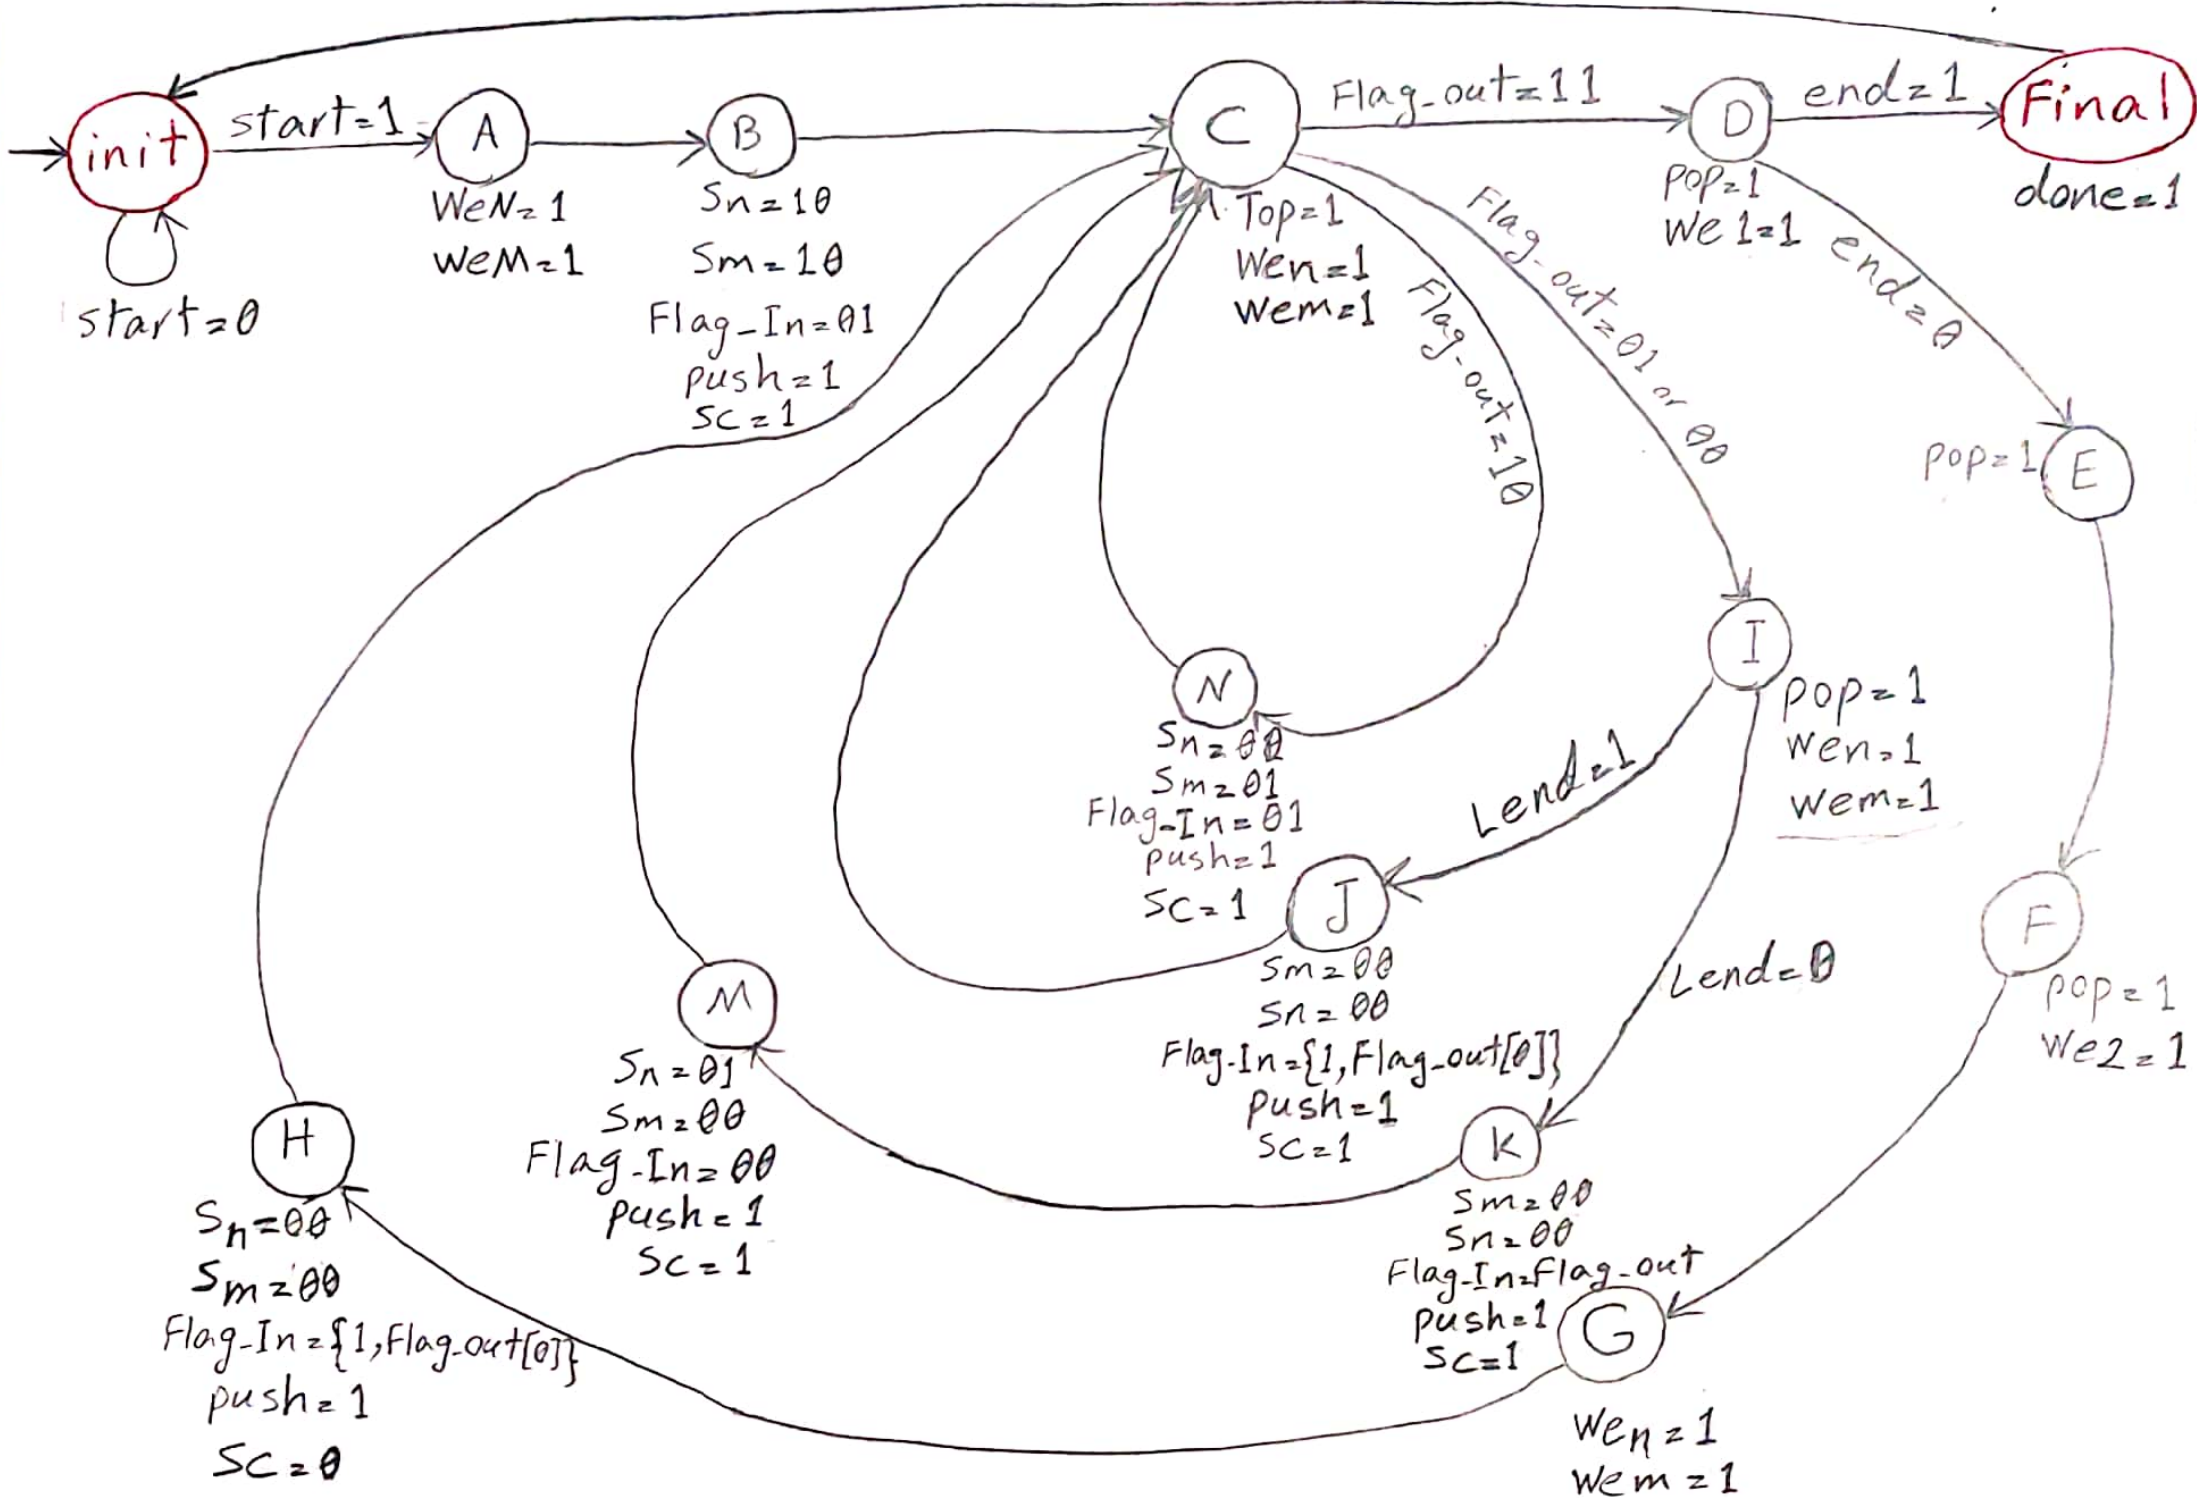 init
start=1
start=0
A
WeN=1
weM=1
B
Sn=10
Sm=10
Flag_In=01
push=1
SC=1
C
Top=1
Wen=1
wem=1
Flag_out=11
D
pop=1
We1=1
end=1
Final
done=1
end=0
Flag_out=01 or 00
Flag_out=10
E
pop=1
I
pop=1
Wen=1
Wem=1
N
Sn=00
Sm=01
Flag_In=01
push=1
SC=1
Lend=1
J
Sm=00
Sn=00
Flag_In={1,Flag_out[0]}
push=1
SC=1
Lend=0
F
pop=1
We2=1
M
Sn=01
Sm=00
Flag_In=00
push=1
SC=1
K
Sm=00
Sn=00
Flag_In=Flag_out
push=1
SC=1
H
Sn=00
Sm=00
Flag_In={1,Flag_out[0]}
push=1
SC=0
G
Wen=1
Wem=1